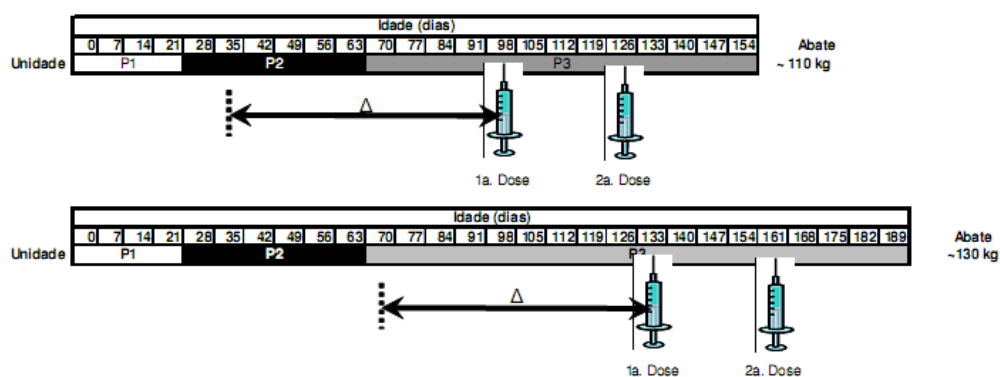 Idade (dias)
0 7 14 21 28 35 42 49 56 63 70 77 84 91 98 105 112 119 126 133 140 147 154 Abate
Unidade P1 P2 P3 ~ 110 kg
Δ
1a. Dose 2a. Dose
Idade (dias)
0 7 14 21 28 35 42 49 56 63 70 77 84 91 98 105 112 119 126 133 140 147 154 161 168 175 182 189 Abate
Unidade P1 P2 P3 ~130 kg
Δ
1a. Dose 2a. Dose